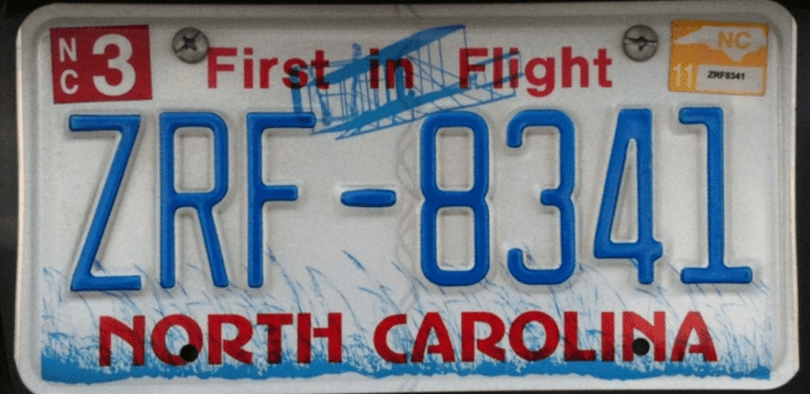 NC 3
First in Flight
NC
11 ZRF8341
ZRF-8341
NORTH CAROLINA